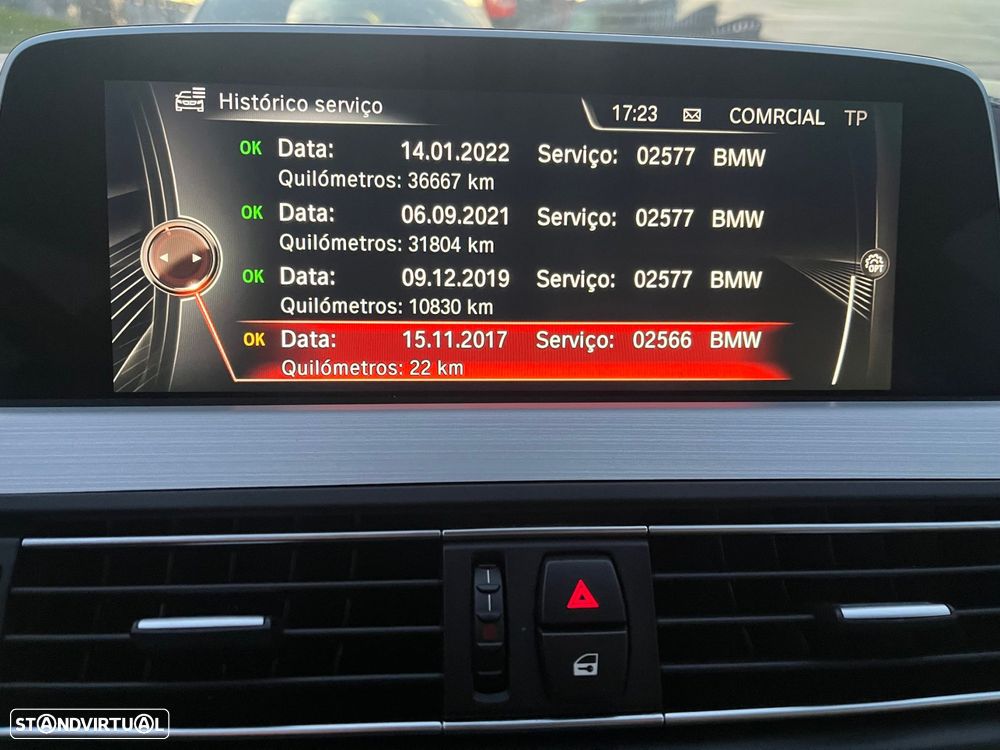 Histórico serviço
17:23 COMRCIAL TP
OK Data: 14.01.2022 Serviço: 02577 BMW
Quilómetros: 36667 km
OK Data: 06.09.2021 Serviço: 02577 BMW
Quilómetros: 31804 km
OPT
OK Data: 09.12.2019 Serviço: 02577 BMW
Quilómetros: 10830 km
OK Data: 15.11.2017 Serviço: 02566 BMW
Quilómetros: 22 km
STANDVIRTUAL